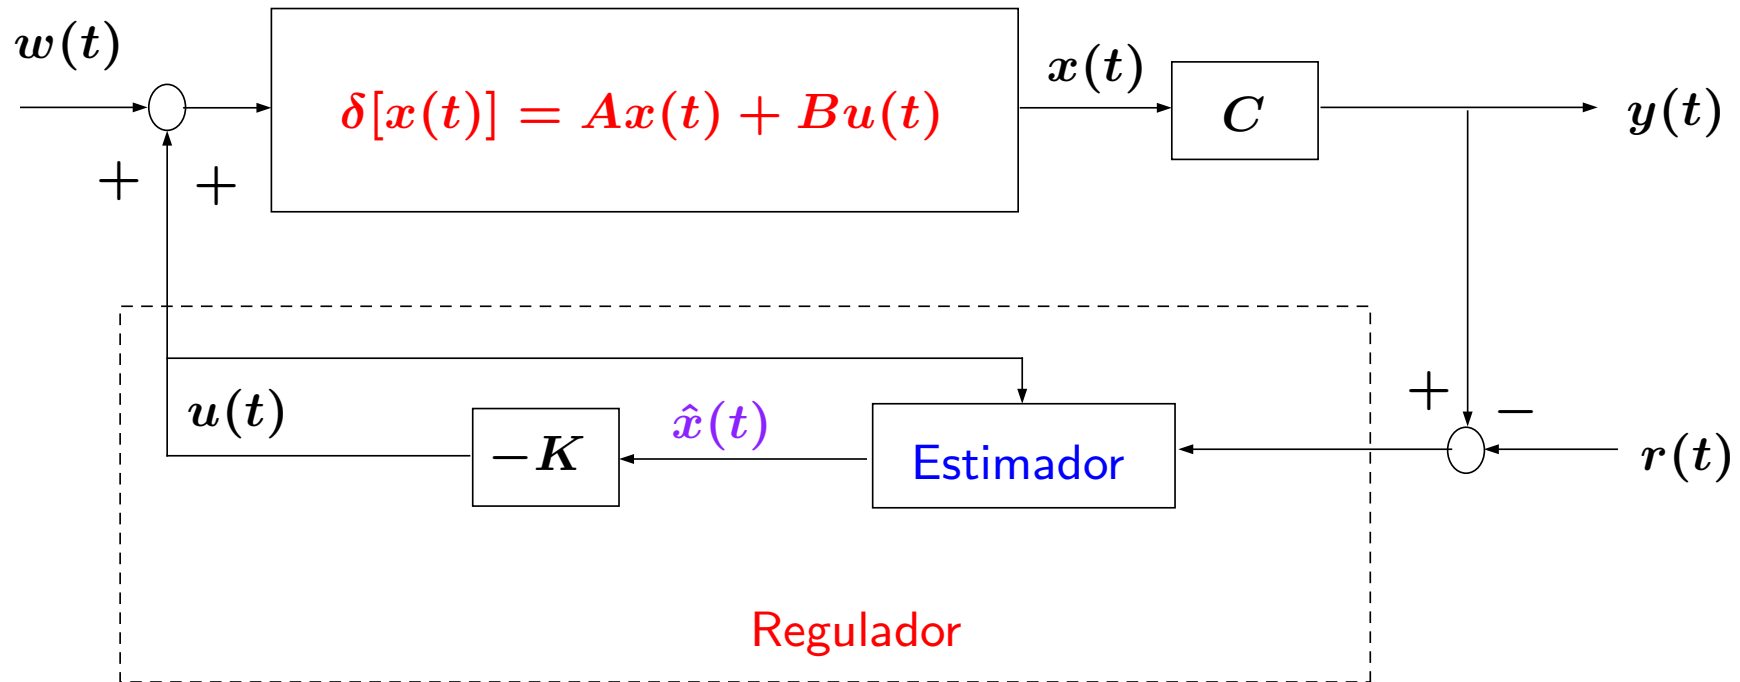 w(t)
δ[x(t)] = Ax(t) + Bu(t)
x(t)
C
y(t)
+ +
u(t)
−K
x̂(t)
Estimador
+ −
r(t)
Regulador